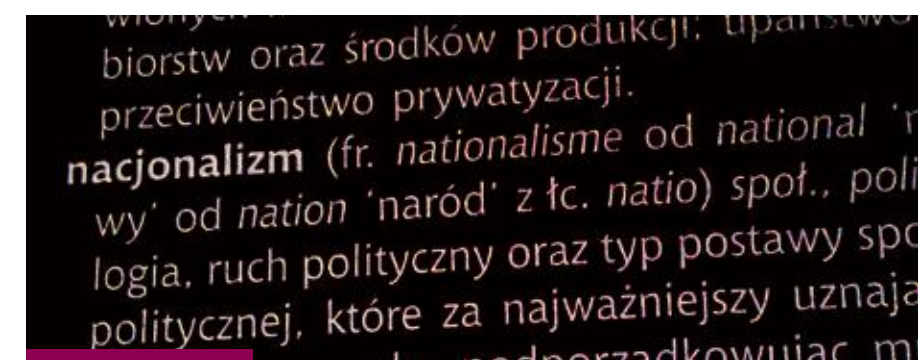 biorstw oraz środków produkcji;
przeciwieństwo prywatyzacji.
nacjonalizm (fr. nationalisme od national 'n
wy' od nation 'naród' z łc. natio) społ., poli
logia, ruch polityczny oraz typ postawy spo
politycznej, które za najważniejszy uznają
podporządkowując m